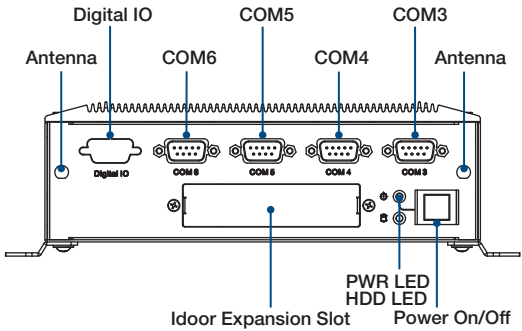 Digital IO
COM5
COM3
Antenna
COM6
COM4
Antenna
Digital IO
COM 6
COM 5
COM 4
COM 3
PWR LED
HDD LED
Idoor Expansion Slot
Power On/Off